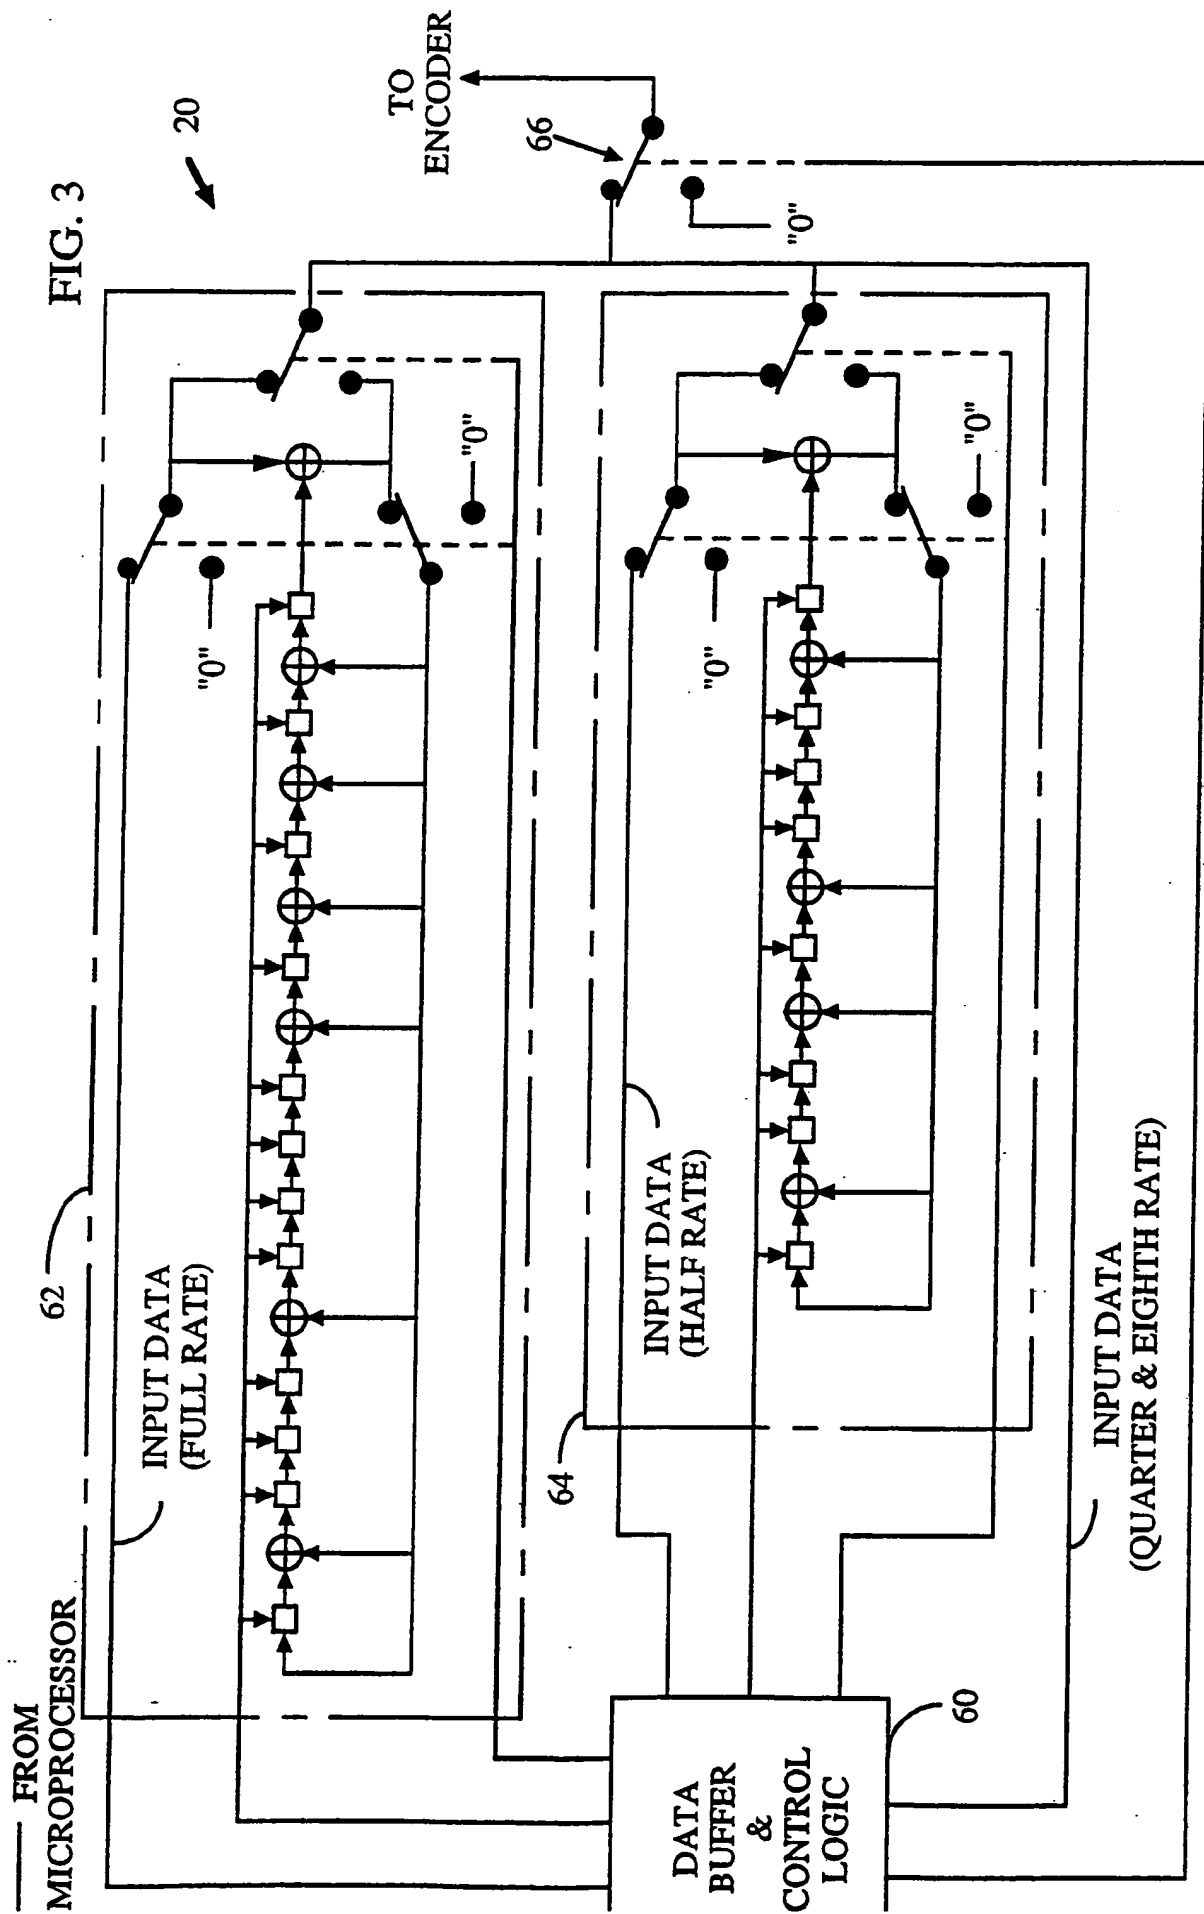 FIG. 3
20
FROM
MICROPROCESSOR
62
INPUT DATA
(FULL RATE)
"0"
"0"
TO
ENCODER
66
"0"
64
INPUT DATA
(HALF RATE)
"0"
"0"
DATA
BUFFER
&
CONTROL
LOGIC
60
INPUT DATA
(QUARTER & EIGHTH RATE)